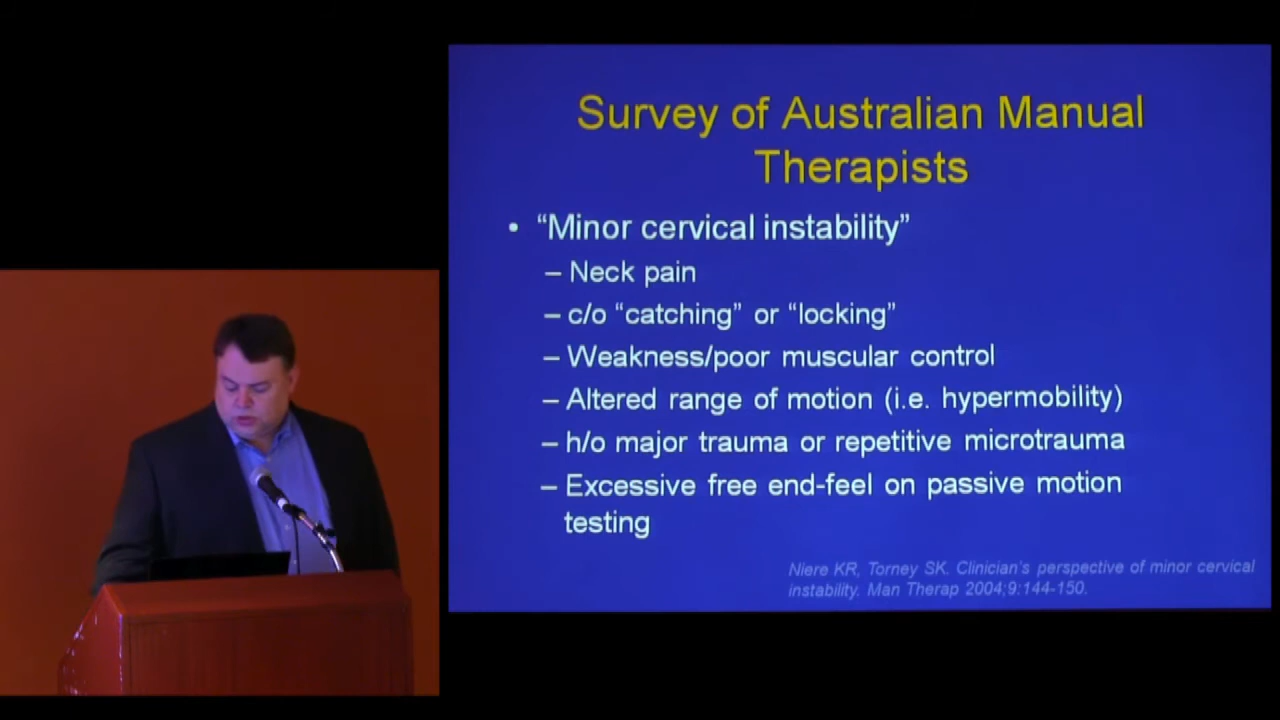 Survey of Australian Manual
Therapists
• “Minor cervical instability”
– Neck pain
– c/o “catching” or “locking”
– Weakness/poor muscular control
– Altered range of motion (i.e. hypermobility)
– h/o major trauma or repetitive microtrauma
– Excessive free end-feel on passive motion
testing
Niere KR, Torney SK. Clinician's perspective of minor cervical
instability. Man Therap 2004;9:144-150.